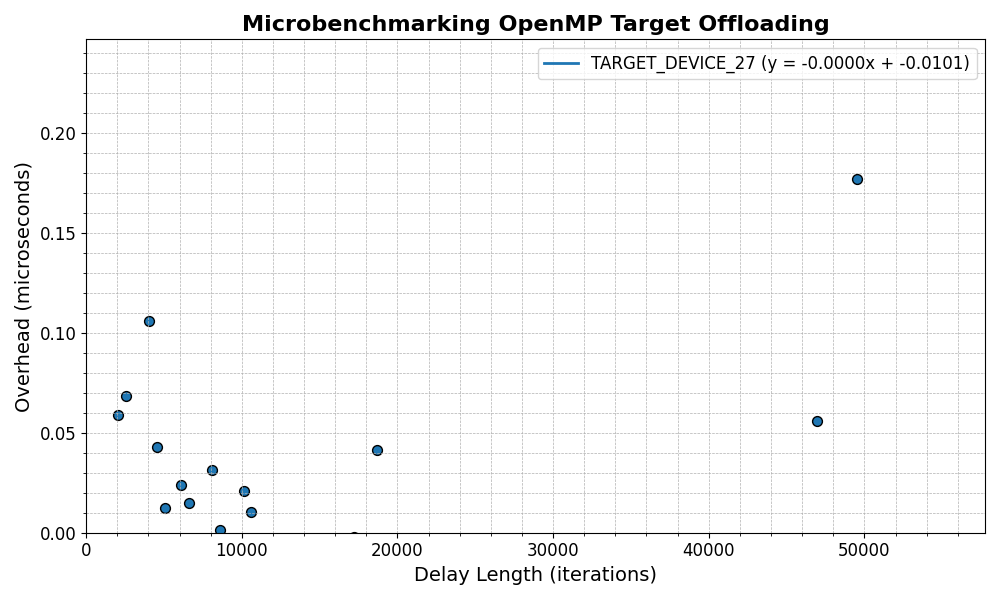 Microbenchmarking OpenMP Target Offloading
TARGET_DEVICE_27 (y = -0.0000x + -0.0101)
Overhead (microseconds)
0.20
0.15
0.10
0.05
0.00
0 10000 20000 30000 40000 50000
Delay Length (iterations)